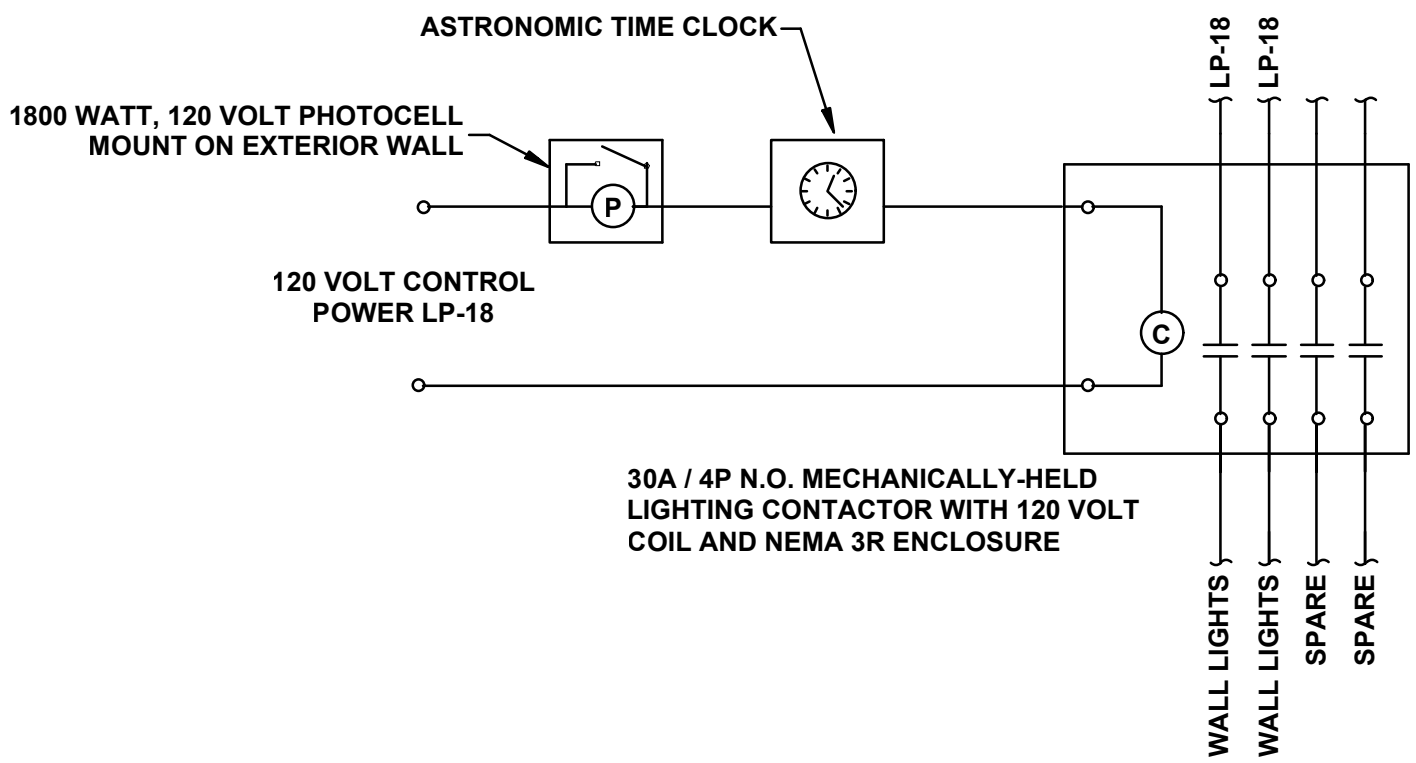 ASTRONOMIC TIME CLOCK
1800 WATT, 120 VOLT PHOTOCELL
MOUNT ON EXTERIOR WALL
LP-18
LP-18
P
120 VOLT CONTROL
POWER LP-18
C
30A / 4P N.O. MECHANICALLY-HELD
LIGHTING CONTACTOR WITH 120 VOLT
COIL AND NEMA 3R ENCLOSURE
WALL LIGHTS
WALL LIGHTS
SPARE
SPARE